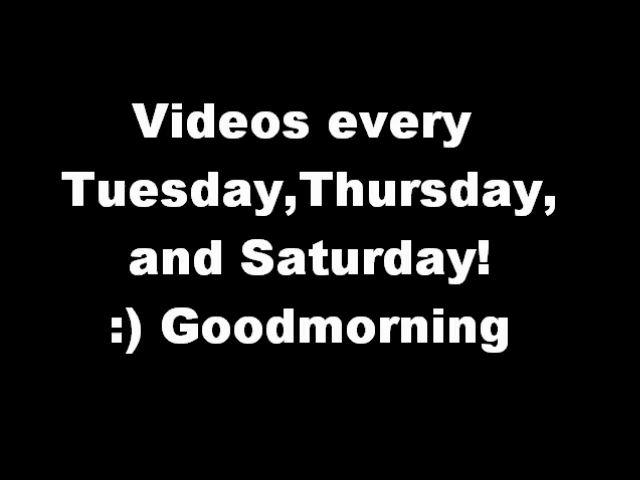 Videos every
Tuesday,Thursday,
and Saturday!
:) Goodmorning